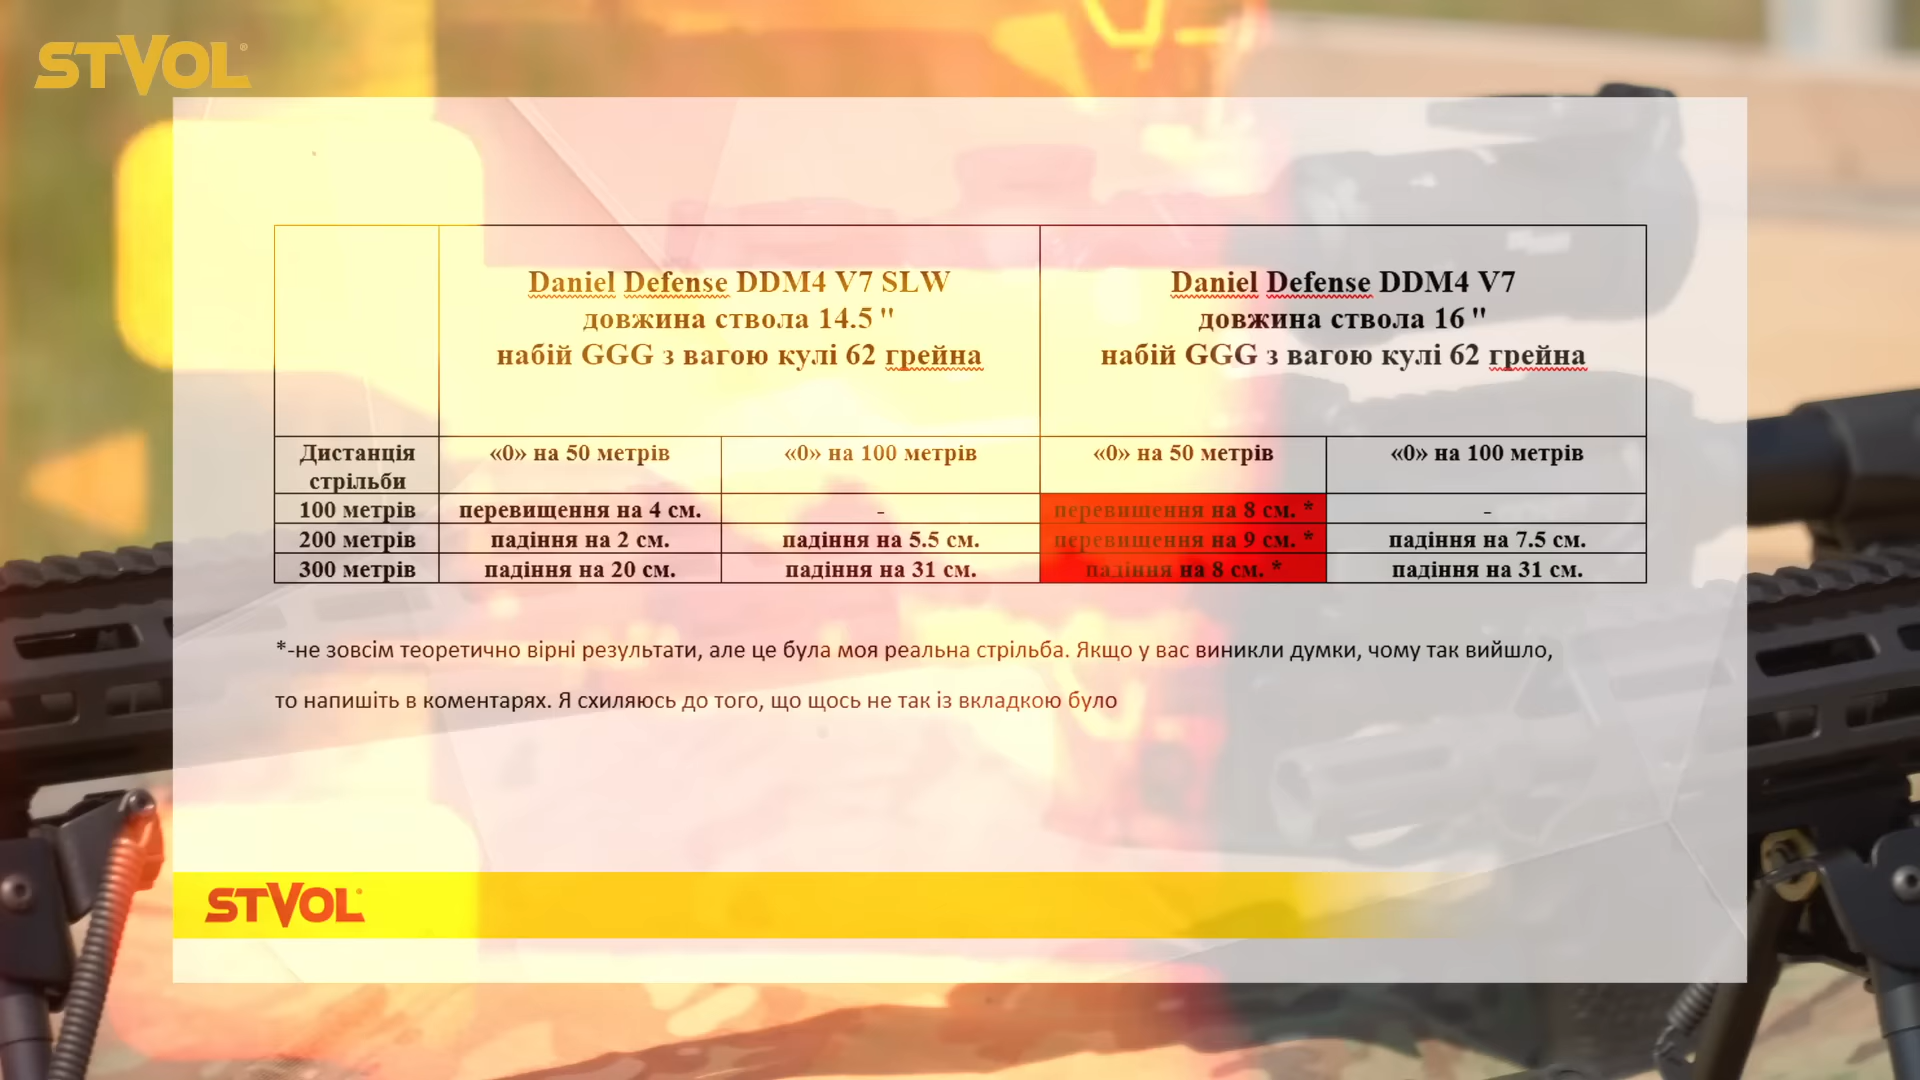 STVOL
Daniel Defense DDM4 V7 SLW
довжина ствола 14.5 "
набій GGG з вагою кулі 62 грейна
Daniel Defense DDM4 V7
довжина ствола 16 "
набій GGG з вагою кулі 62 грейна
Дистанція стрільби «0» на 50 метрів «0» на 100 метрів «0» на 50 метрів «0» на 100 метрів
100 метрів перевищення на 4 см. - перевищення на 8 см. * -
200 метрів падіння на 2 см. падіння на 5.5 см. перевищення на 9 см. * падіння на 7.5 см.
300 метрів падіння на 20 см. падіння на 31 см. падіння на 8 см. * падіння на 31 см.
*-не зовсім теоретично вірні результати, але це була моя реальна стрільба. Якщо у вас виникли думки, чому так вийшло,
то напишіть в коментарях. Я схиляюсь до того, що щось не так із вкладкою було
STVOL